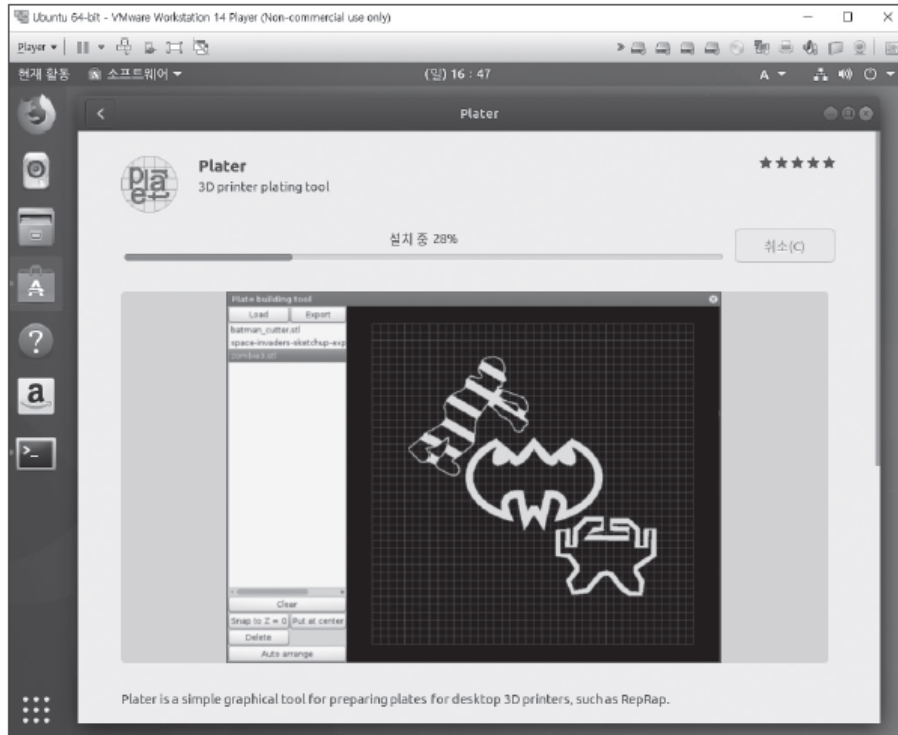 Ubuntu 64-bit - VMware Workstation 14 Player (Non-commercial use only)
Player
현재 활동 소프트웨어 (일) 16 : 47 A
Plater
Plater
3D printer plating tool
설치 중 28%
취소(C)
Plate building tool
Load Export
batman_cutter.stl
space-invaders-sketchup-exp
zombie3.stl
Clear
Snap to Z = 0 Put at center
Delete
Auto arrange
Plater is a simple graphical tool for preparing plates for desktop 3D printers, such as RepRap.